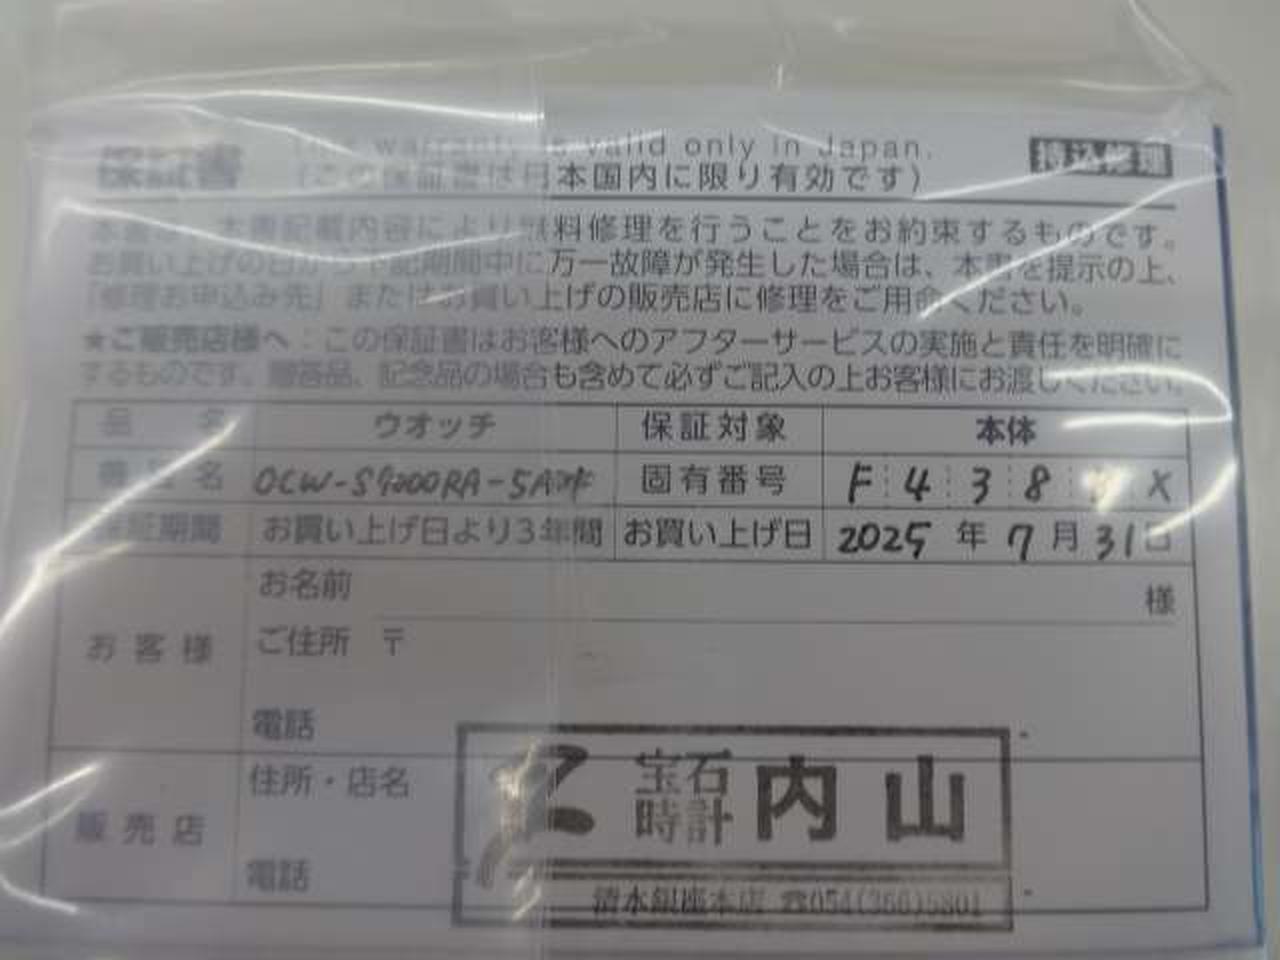 保証書 This warranty is valid only in Japan. 持込修理
(この保証書は日本国内に限り有効です)
本書は、本書記載内容により無料修理を行うことをお約束するものです。
お買い上げの日から下記期間中に万一故障が発生した場合は、本書を提示の上、
「修理お申込み先」またはお買い上げの販売店に修理をご用命ください。
★ご販売店様へ:この保証書はお客様へのアフターサービスの実施と責任を明確に
するものです。贈答品、記念品の場合も含めて必ずご記入の上お客様にお渡しください。
品 名 ウオッチ 保証対象 本体
名 固有番号 F 4 3 8 X
保証期間 お買い上げ日より3年間 お買い上げ日 2025 年 7 月 31 日
お名前 様
お客様 ご住所 〒
電話
販売店 住所・店名 宝石 時計 内山
電話 清水銀座本店 ☎054(366)5801